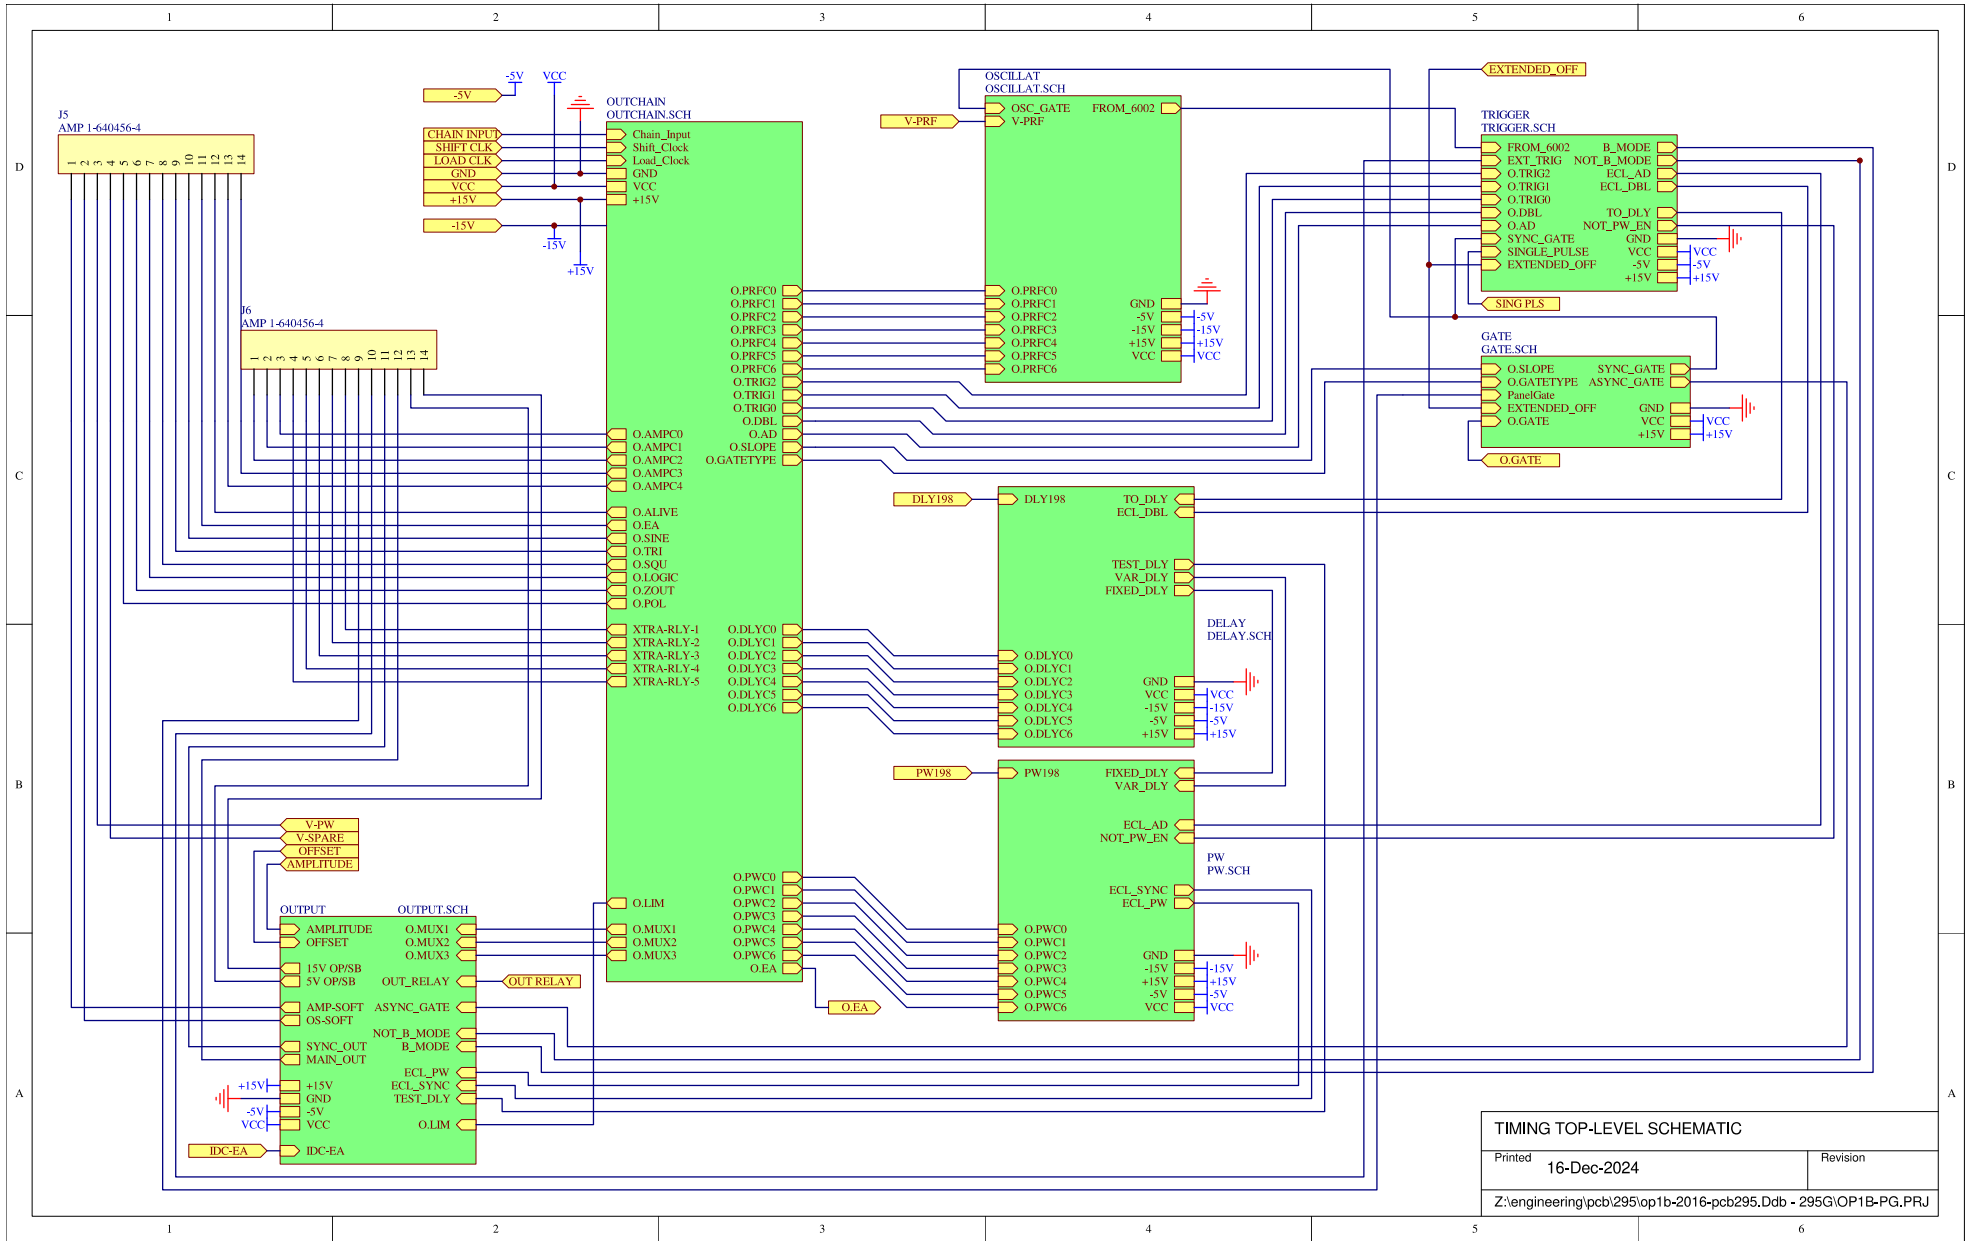 1 2 3 4 5 6
D
C
B
A
D
C
B
A
1 2 3 4 5 6
J5
AMP 1-640456-4
1 2 3 4 5 6 7 8 9 10 11 12 13 14
J6
AMP 1-640456-4
1 2 3 4 5 6 7 8 9 10 11 12 13 14
-5V VCC
-5V
CHAIN INPUT
SHIFT CLK
LOAD CLK
GND
VCC
+15V
-15V
-15V
+15V
OUTCHAIN
OUTCHAIN.SCH
Chain_Input
Shift_Clock
Load_Clock
GND
VCC
+15V
O.PRFC0
O.PRFC1
O.PRFC2
O.PRFC3
O.PRFC4
O.PRFC5
O.PRFC6
O.TRIG2
O.TRIG1
O.TRIG0
O.DBL
O.AD
O.SLOPE
O.GATETYPE
O.AMPC0
O.AMPC1
O.AMPC2
O.AMPC3
O.AMPC4
O.ALIVE
O.EA
O.SINE
O.TRI
O.SQU
O.LOGIC
O.ZOUT
O.POL
XTRA-RLY-1
XTRA-RLY-2
XTRA-RLY-3
XTRA-RLY-4
XTRA-RLY-5
O.DLYC0
O.DLYC1
O.DLYC2
O.DLYC3
O.DLYC4
O.DLYC5
O.DLYC6
O.PWC0
O.PWC1
O.PWC2
O.PWC3
O.PWC4
O.PWC5
O.PWC6
O.EA
O.LIM
O.MUX1
O.MUX2
O.MUX3
O.EA
OSCILLAT
OSCILLAT.SCH
V-PRF
OSC_GATE FROM_6002
V-PRF
O.PRFC0
O.PRFC1
O.PRFC2
O.PRFC3
O.PRFC4
O.PRFC5
O.PRFC6
GND
-5V -5V
-15V -15V
+15V +15V
VCC VCC
EXTENDED_OFF
TRIGGER
TRIGGER.SCH
FROM_6002 B_MODE
EXT_TRIG NOT_B_MODE
O.TRIG2 ECL_AD
O.TRIG1 ECL_DBL
O.TRIG0
O.DBL TO_DLY
O.AD NOT_PW_EN
SYNC_GATE GND
SINGLE_PULSE VCC VCC
EXTENDED_OFF -5V -5V
+15V +15V
SING PLS
GATE
GATE.SCH
O.SLOPE SYNC_GATE
O.GATETYPE ASYNC_GATE
PanelGate
EXTENDED_OFF GND
O.GATE VCC VCC
+15V +15V
O.GATE
DLY198
DLY198 TO_DLY
ECL_DBL
TEST_DLY
VAR_DLY
FIXED_DLY
DELAY
DELAY.SCH
O.DLYC0
O.DLYC1
O.DLYC2
O.DLYC3
O.DLYC4
O.DLYC5
O.DLYC6
GND
VCC VCC
-15V -15V
-5V -5V
+15V +15V
PW198
PW198 FIXED_DLY
VAR_DLY
ECL_AD
NOT_PW_EN
PW
PW.SCH
ECL_SYNC
ECL_PW
O.PWC0
O.PWC1
O.PWC2
O.PWC3
O.PWC4
O.PWC5
O.PWC6
GND
-15V -15V
+15V +15V
-5V -5V
VCC VCC
V-PW
V-SPARE
OFFSET
AMPLITUDE
OUTPUT OUTPUT.SCH
AMPLITUDE O.MUX1
OFFSET O.MUX2
O.MUX3
15V OP/SB
5V OP/SB OUT_RELAY
OUT RELAY
AMP-SOFT ASYNC_GATE
OS-SOFT
NOT_B_MODE
SYNC_OUT B_MODE
MAIN_OUT
ECL_PW
+15V +15V ECL_SYNC
GND TEST_DLY
-5V -5V
VCC VCC O.LIM
IDC-EA IDC-EA
TIMING TOP-LEVEL SCHEMATIC
Printed 16-Dec-2024 Revision
Z:\engineering\pcb\295\op1b-2016-pcb295.Ddb - 295G\OP1B-PG.PRJ